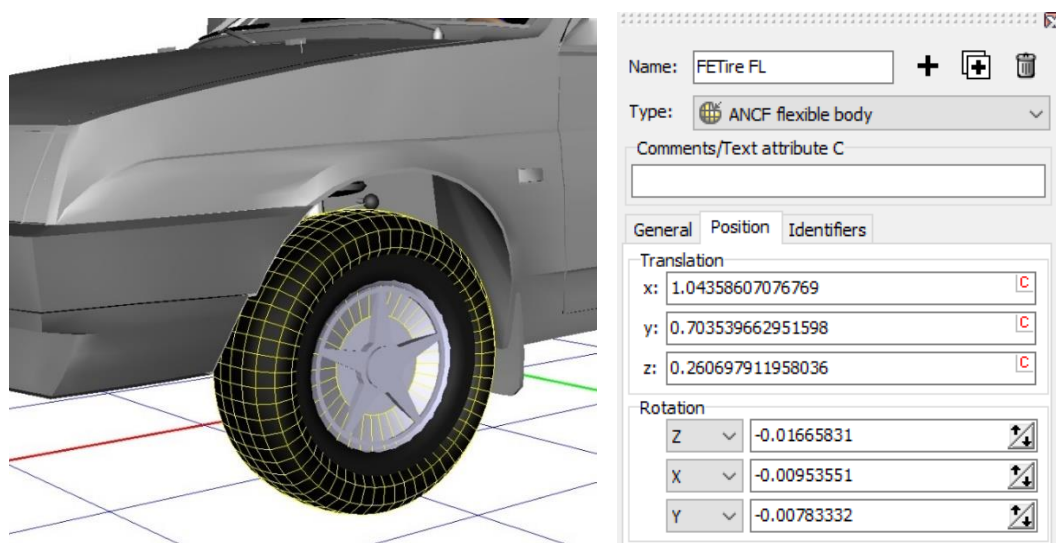 Name: FETire FL
Type: ANCF flexible body
Comments/Text attribute C
General Position Identifiers
Translation
x: 1.04358607076769 C
y: 0.703539662951598 C
z: 0.260697911958036 C
Rotation
Z -0.01665831
X -0.00953551
Y -0.00783332